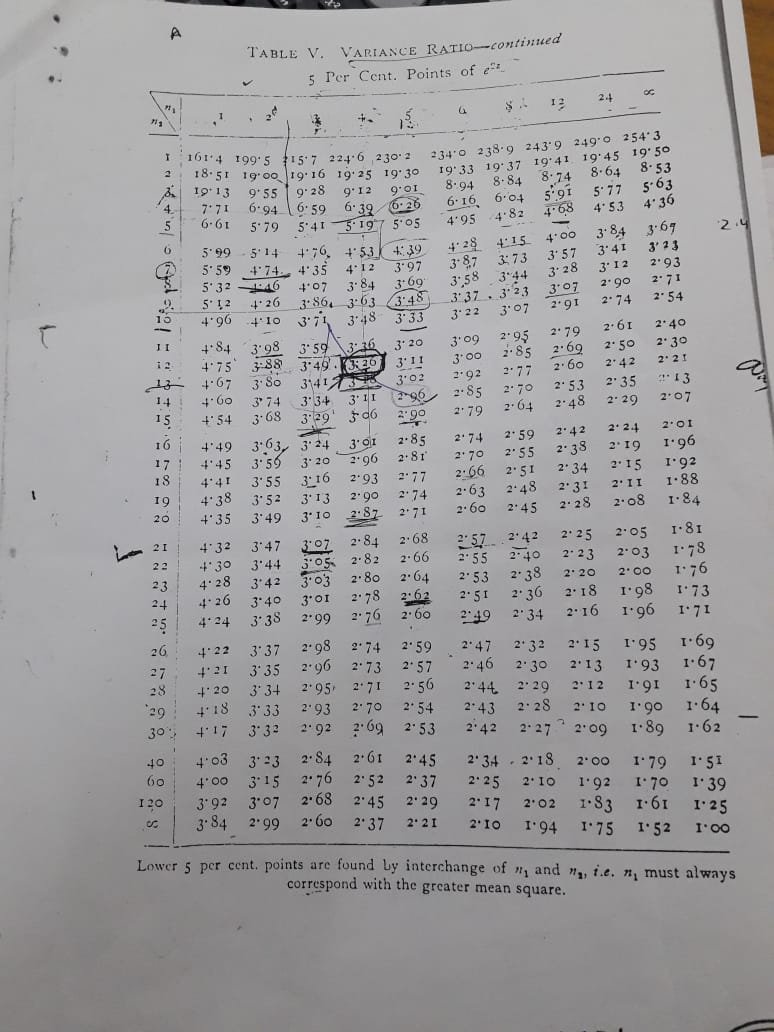 A
TABLE V. VARIANCE RATIO—continued
5 Per Cent. Points of e²ᶻ
n₁ 1 2 3 4 5 6 8 12 24 ∞
n₂
1 161·4 199·5 215·7 224·6 230·2 234·0 238·9 243·9 249·0 254·3
2 18·51 19·00 19·16 19·25 19·30 19·33 19·37 19·41 19·45 19·50
3 10·13 9·55 9·28 9·12 9·01 8·94 8·84 8·74 8·64 8·53
4 7·71 6·94 6·59 6·39 6·26 6·16 6·04 5·91 5·77 5·63
5 6·61 5·79 5·41 5·19 5·05 4·95 4·82 4·68 4·53 4·36
2.4
6 5·99 5·14 4·76 4·53 4·39 4·28 4·15 4·00 3·84 3·67
7 5·59 4·74 4·35 4·12 3·97 3·87 3·73 3·57 3·41 3·23
8 5·32 4·46 4·07 3·84 3·69 3·58 3·44 3·28 3·12 2·93
9 5·12 4·26 3·86 3·63 3·48 3·37 3·23 3·07 2·90 2·71
10 4·96 4·10 3·71 3·48 3·33 3·22 3·07 2·91 2·74 2·54
11 4·84 3·98 3·59 3·36 3·20 3·09 2·95 2·79 2·61 2·40
12 4·75 3·88 3·49 3·26 3·11 3·00 2·85 2·69 2·50 2·30
13 4·67 3·80 3·41 3·18 3·02 2·92 2·77 2·60 2·42 2·21
14 4·60 3·74 3·34 3·11 2·96 2·85 2·70 2·53 2·35 2·13
15 4·54 3·68 3·29 3·06 2·90 2·79 2·64 2·48 2·29 2·07
16 4·49 3·63 3·24 3·01 2·85 2·74 2·59 2·42 2·24 2·01
17 4·45 3·59 3·20 2·96 2·81 2·70 2·55 2·38 2·19 1·96
18 4·41 3·55 3·16 2·93 2·77 2·66 2·51 2·34 2·15 1·92
19 4·38 3·52 3·13 2·90 2·74 2·63 2·48 2·31 2·11 1·88
20 4·35 3·49 3·10 2·87 2·71 2·60 2·45 2·28 2·08 1·84
21 4·32 3·47 3·07 2·84 2·68 2·57 2·42 2·25 2·05 1·81
22 4·30 3·44 3·05 2·82 2·66 2·55 2·40 2·23 2·03 1·78
23 4·28 3·42 3·03 2·80 2·64 2·53 2·38 2·20 2·00 1·76
24 4·26 3·40 3·01 2·78 2·62 2·51 2·36 2·18 1·98 1·73
25 4·24 3·38 2·99 2·76 2·60 2·49 2·34 2·16 1·96 1·71
26 4·22 3·37 2·98 2·74 2·59 2·47 2·32 2·15 1·95 1·69
27 4·21 3·35 2·96 2·73 2·57 2·46 2·30 2·13 1·93 1·67
28 4·20 3·34 2·95 2·71 2·56 2·44 2·29 2·12 1·91 1·65
29 4·18 3·33 2·93 2·70 2·54 2·43 2·28 2·10 1·90 1·64
30 4·17 3·32 2·92 2·69 2·53 2·42 2·27 2·09 1·89 1·62
40 4·03 3·23 2·84 2·61 2·45 2·34 2·18 2·00 1·79 1·51
60 4·00 3·15 2·76 2·52 2·37 2·25 2·10 1·92 1·70 1·39
120 3·92 3·07 2·68 2·45 2·29 2·17 2·02 1·83 1·61 1·25
∞ 3·84 2·99 2·60 2·37 2·21 2·10 1·94 1·75 1·52 1·00
Lower 5 per cent. points are found by interchange of n₁ and n₂, i.e. n₁ must always
correspond with the greater mean square.